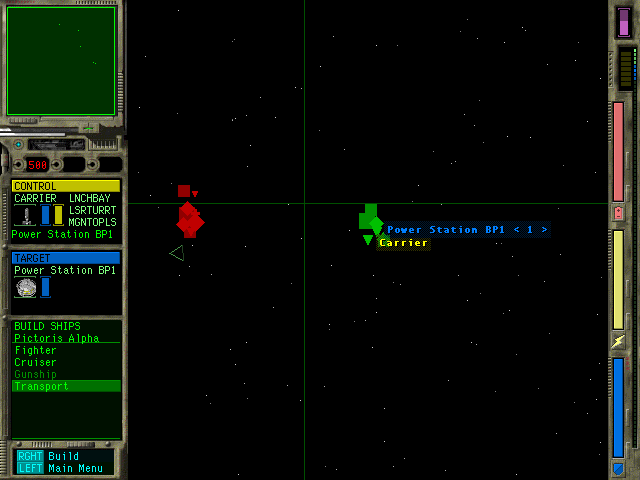 500
CONTROL
CARRIER LNCHBAY
LSRTURRT
MGNTOPLS
Power Station BP1
TARGET
Power Station BP1
BUILD SHIPS
Pictoris Alpha
Fighter
Cruiser
Gunship
Transport
RGHT Build
LEFT Main Menu
Power Station BP1 < 1 >
Carrier